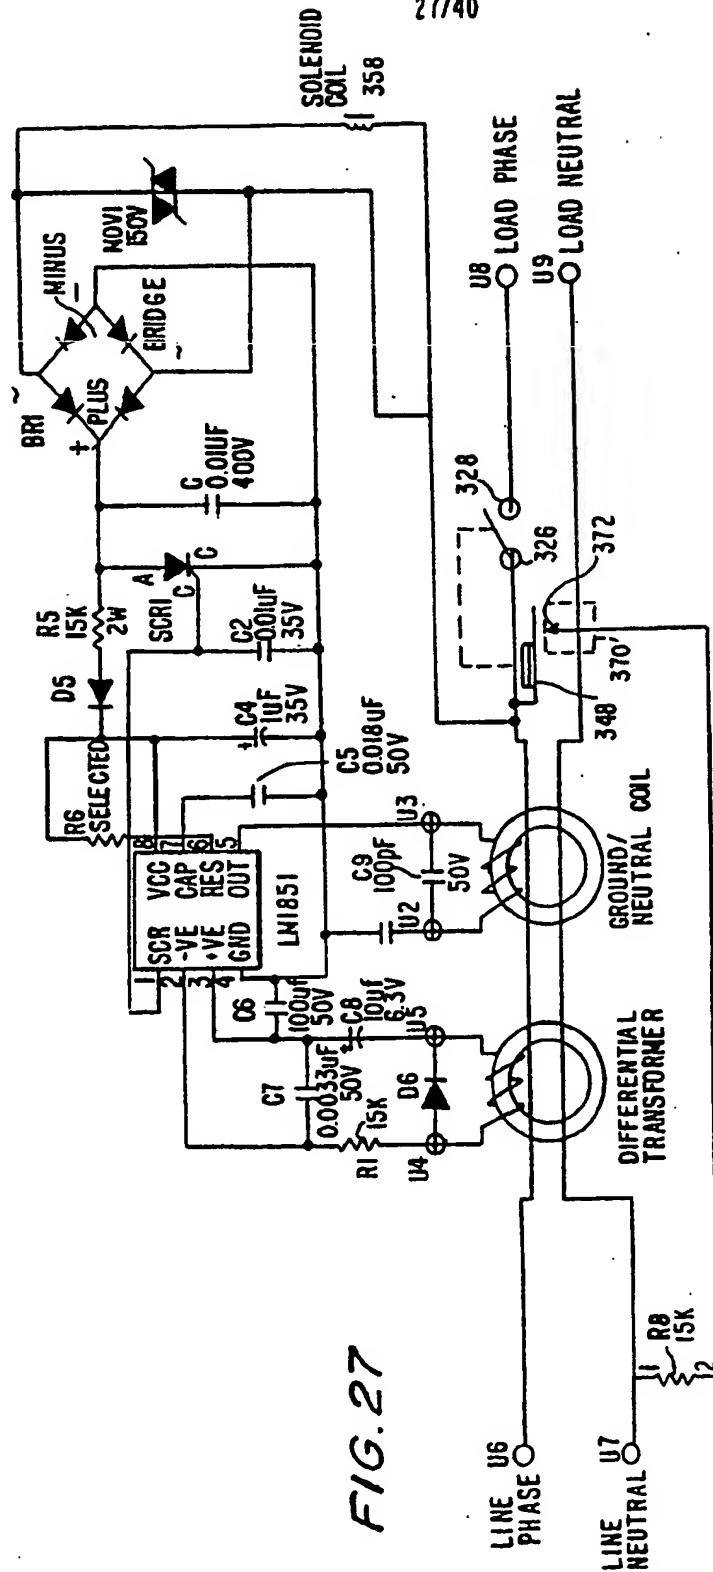 27/40
SOLENOID
COIL
358
MOV1
150V
MINUS
−
BRIDGE
~
~
BR1
PLUS
+
C
0.01UF
400V
R5
15K
2W
A
C
C
SCR1
D5
C2
0.01uF
35V
+
C4
1uF
35V
R6
SELECTED
C5
0.018uF
50V
8
7
6
5
VCC
CAP
RES
OUT
SCR
-VE
+VE
GND
1
2
3
4
LN1851
C6
100uf
50V
C7
0.0033uF
50V
+
C8
10uf
6.3V
R1
15K
U4
D6
U5
U2
C9
100pF
50V
U3
DIFFERENTIAL
TRANSFORMER
GROUND/
NEUTRAL COIL
348
370'
372
326
328
U8
LOAD PHASE
U9
LOAD NEUTRAL
U6
LINE
PHASE
U7
LINE
NEUTRAL
1
R8
15K
2
FIG.27